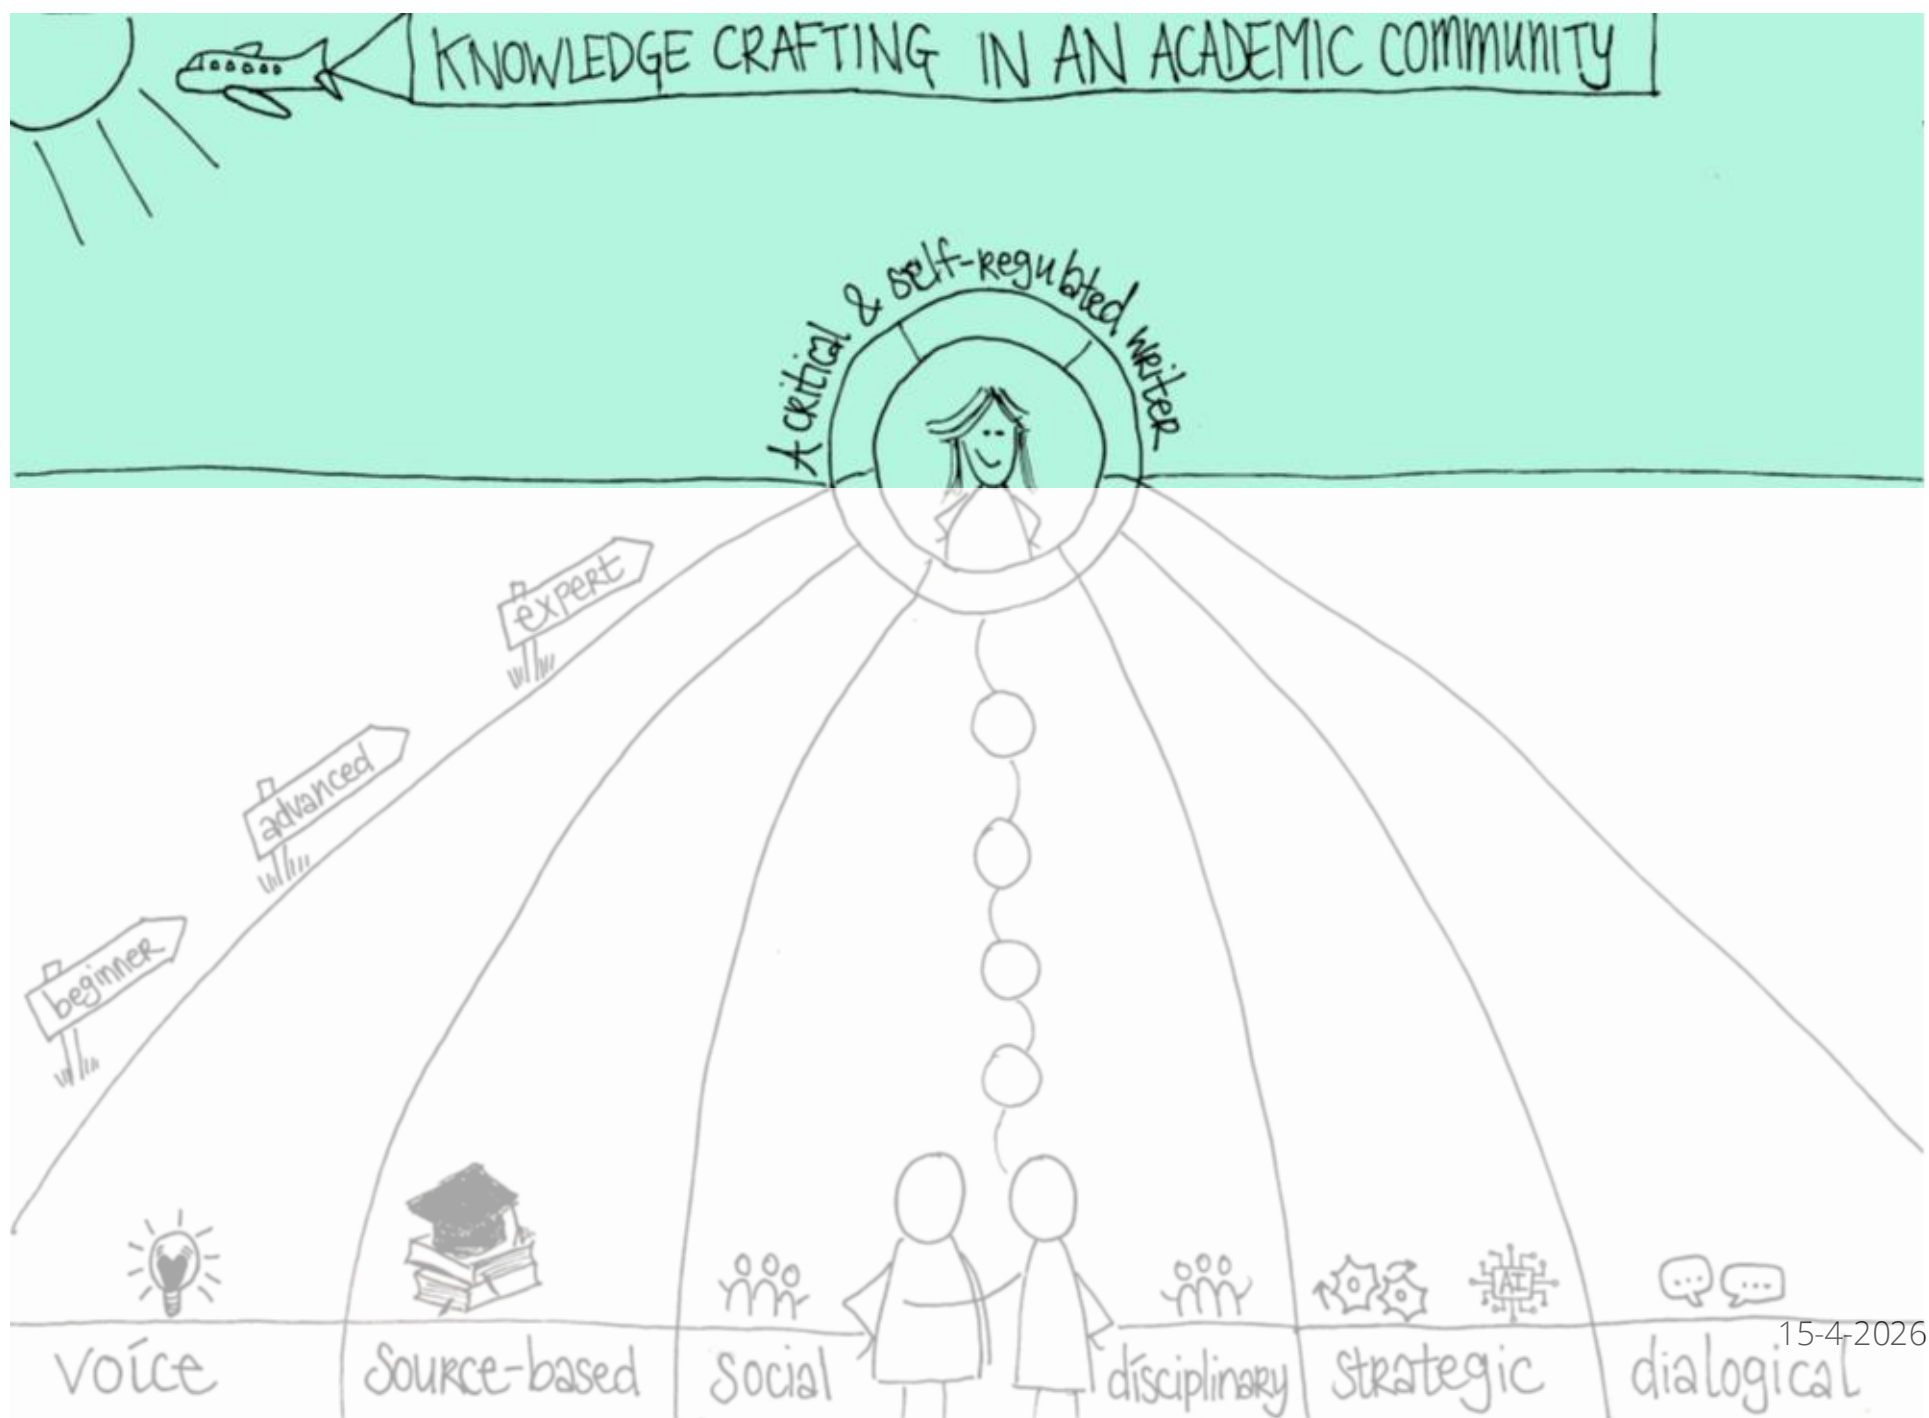 KNOWLEDGE CRAFTING IN AN ACADEMIC COMMUNITY
A critical & self-regulated writer
expert
advanced
beginner
AI
15-4-2026
voice
source-based
social
disciplinary
strategic
dialogical